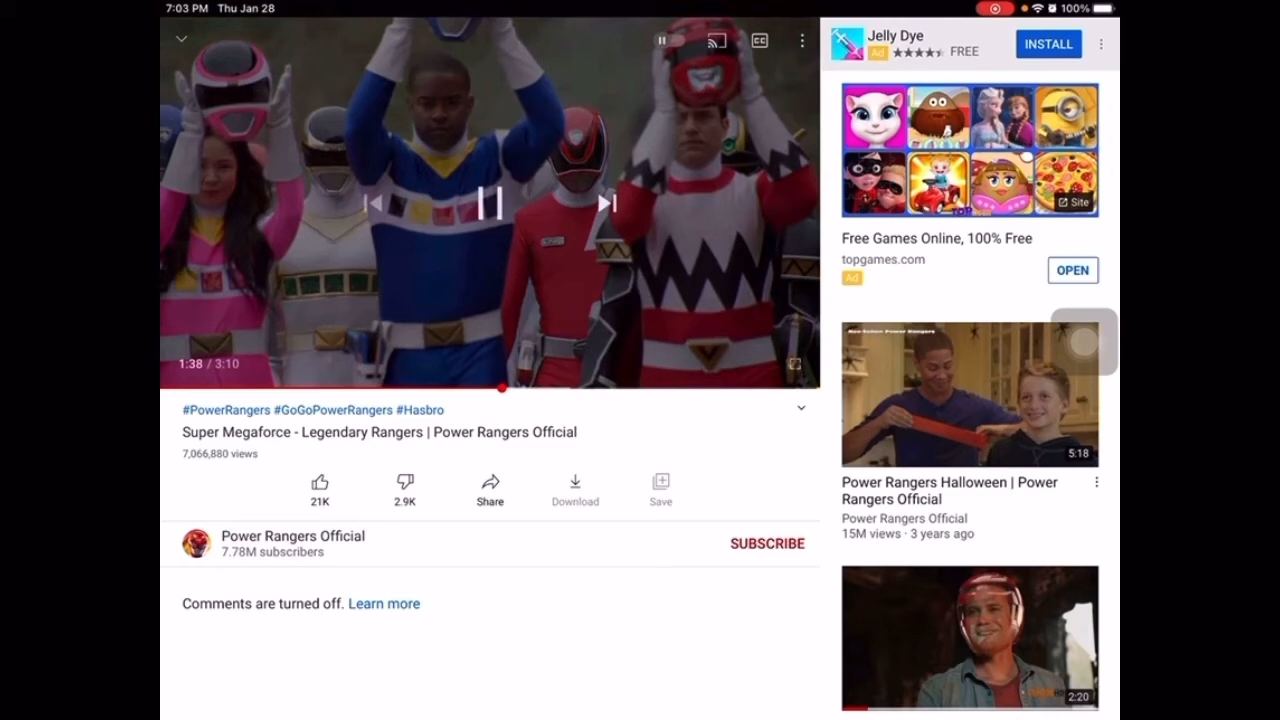 7:03 PM Thu Jan 28
100%
CC
1:38 / 3:10
#PowerRangers #GoGoPowerRangers #Hasbro
Super Megaforce - Legendary Rangers | Power Rangers Official
7,066,880 views
21K
2.9K
Share
Download
Save
Power Rangers Official
7.78M subscribers
SUBSCRIBE
Comments are turned off. Learn more
Jelly Dye
Ad
FREE
INSTALL
TOP
Site
Free Games Online, 100% Free
topgames.com
Ad
OPEN
5:18
Power Rangers Halloween | Power
Rangers Official
Power Rangers Official
15M views · 3 years ago
2:20